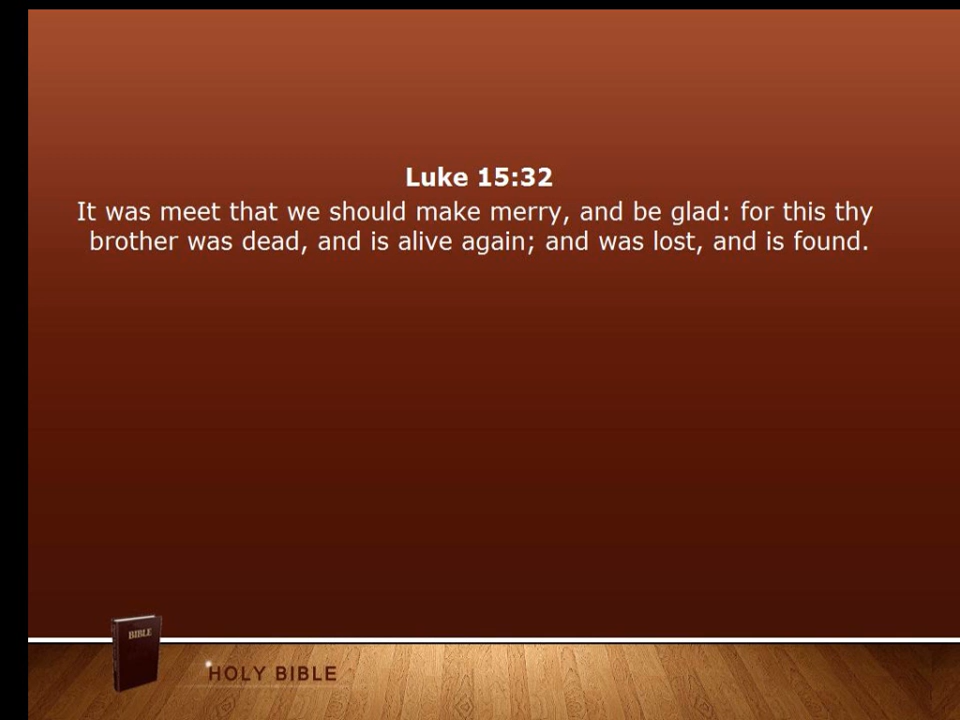 Luke 15:32
It was meet that we should make merry, and be glad: for this thy
brother was dead, and is alive again; and was lost, and is found.
BIBLE
HOLY BIBLE